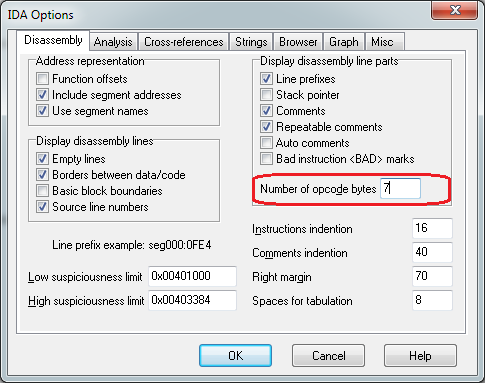 IDA Options
Disassembly Analysis Cross-references Strings Browser Graph Misc
Address representation
Function offsets
Include segment addresses
Use segment names
Display disassembly lines
Empty lines
Borders between data/code
Basic block boundaries
Source line numbers
Line prefix example: seg000:0FE4
Low suspiciousness limit 0x00401000
High suspiciousness limit 0x00403384
Display disassembly line parts
Line prefixes
Stack pointer
Comments
Repeatable comments
Auto comments
Bad instruction <BAD> marks
Number of opcode bytes 7
Instructions indention 16
Comments indention 40
Right margin 70
Spaces for tabulation 8
OK Cancel Help